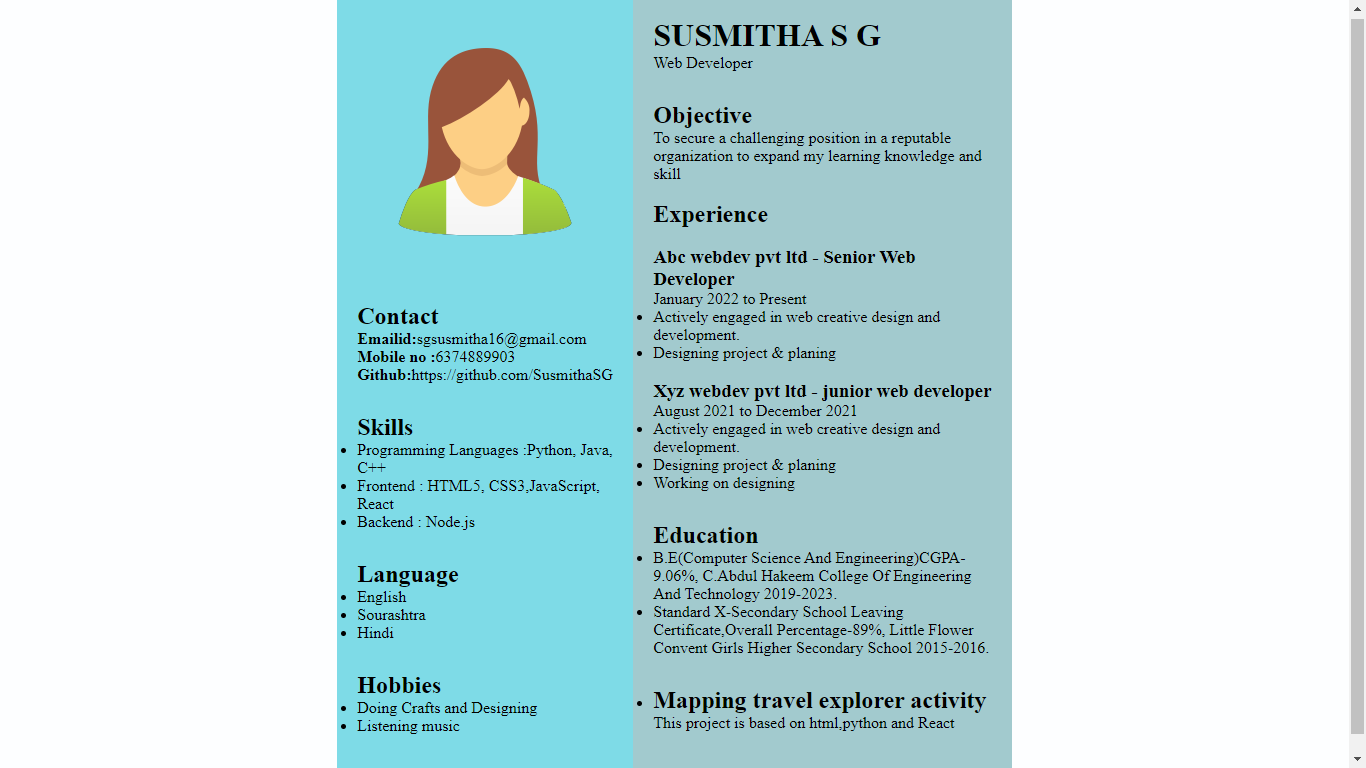 Contact
Emailid:sgsusmitha16@gmail.com
Mobile no :6374889903
Github:https://github.com/SusmithaSG
Skills
Programming Languages :Python, Java,
C++
Frontend : HTML5, CSS3,JavaScript,
React
Backend : Node.js
Language
English
Sourashtra
Hindi
Hobbies
Doing Crafts and Designing
Listening music
SUSMITHA S G
Web Developer
Objective
To secure a challenging position in a reputable
organization to expand my learning knowledge and
skill
Experience
Abc webdev pvt ltd - Senior Web
Developer
January 2022 to Present
Actively engaged in web creative design and
development.
Designing project & planing
Xyz webdev pvt ltd - junior web developer
August 2021 to December 2021
Actively engaged in web creative design and
development.
Designing project & planing
Working on designing
Education
B.E(Computer Science And Engineering)CGPA-
9.06%, C.Abdul Hakeem College Of Engineering
And Technology 2019-2023.
Standard X-Secondary School Leaving
Certificate,Overall Percentage-89%, Little Flower
Convent Girls Higher Secondary School 2015-2016.
Mapping travel explorer activity
This project is based on html,python and React